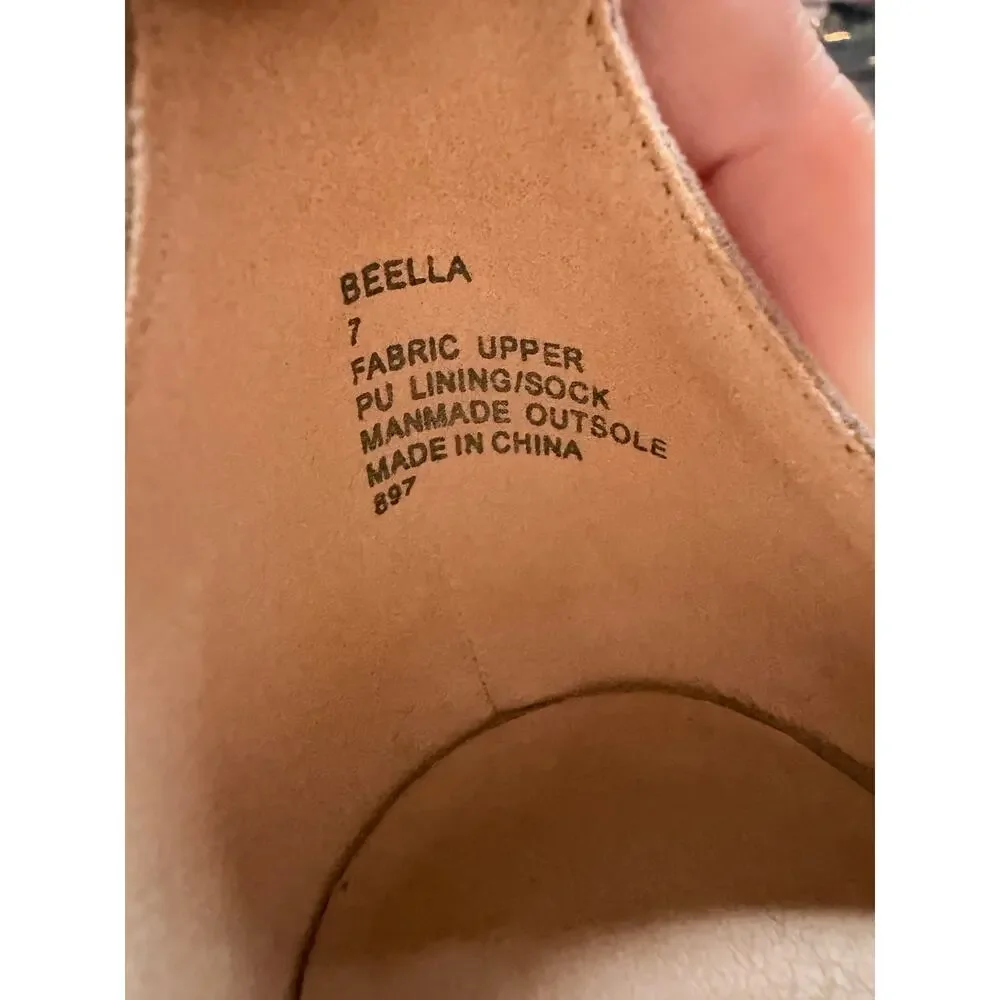 BEELLA
7
FABRIC UPPER
PU LINING/SOCK
MANMADE OUTSOLE
MADE IN CHINA
897